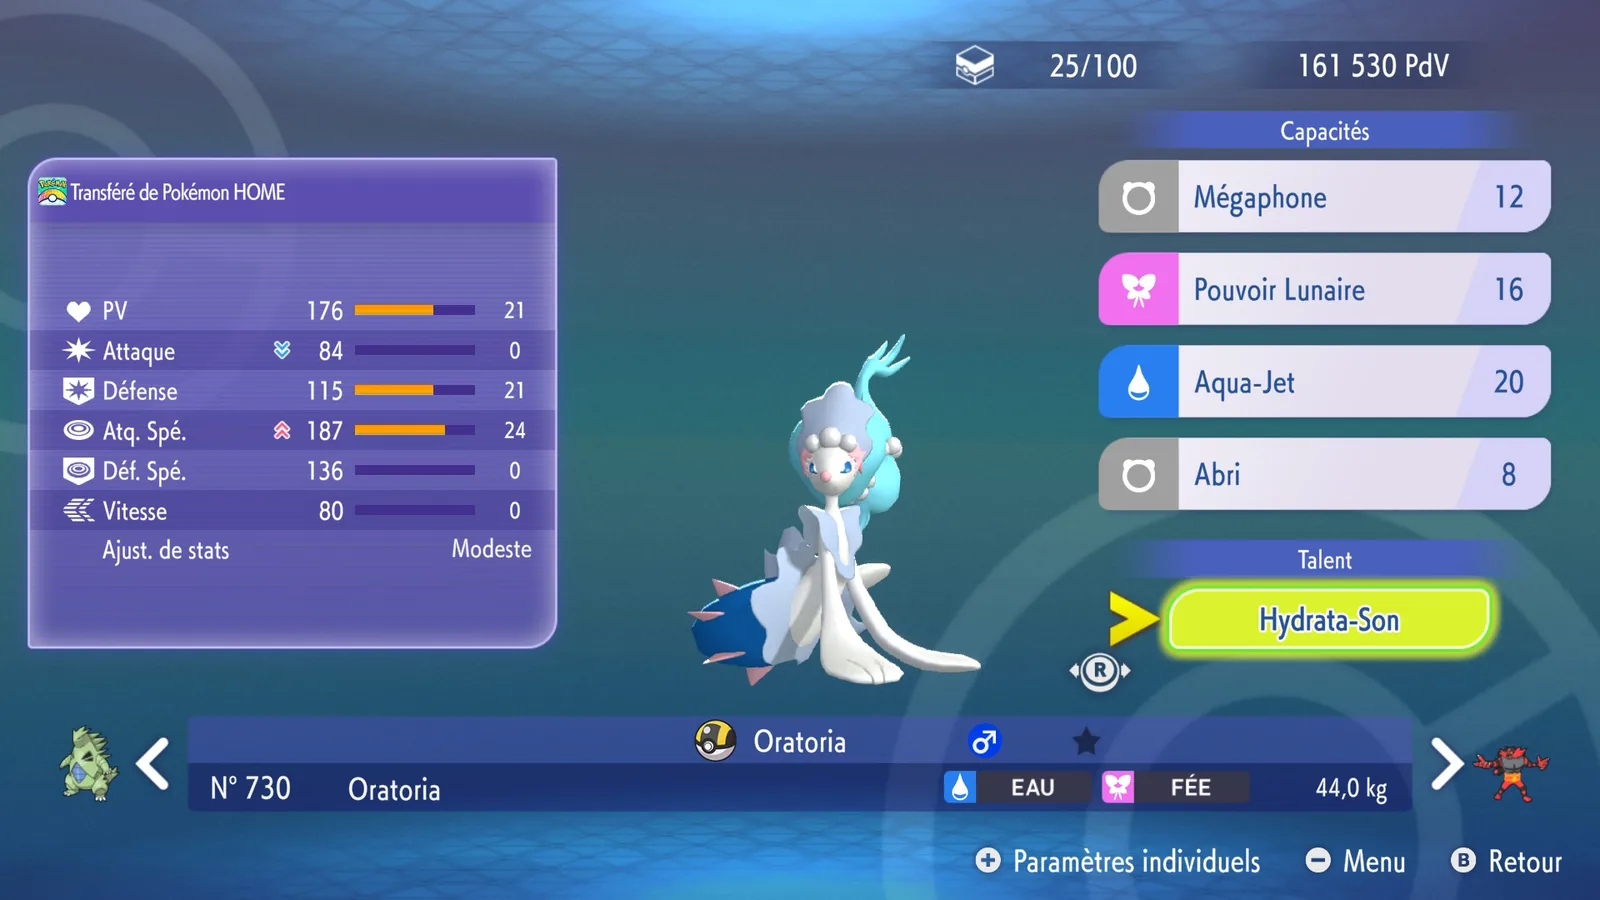 25/100
161 530 PdV
Transféré de Pokémon HOME
PV 176 21
Attaque 84 0
Défense 115 21
Atq. Spé. 187 24
Déf. Spé. 136 0
Vitesse 80 0
Ajust. de stats Modeste
Capacités
Mégaphone 12
Pouvoir Lunaire 16
Aqua-Jet 20
Abri 8
Talent
Hydrata-Son
R
Oratoria
N° 730 Oratoria
EAU FÉE 44,0 kg
Paramètres individuels Menu B Retour